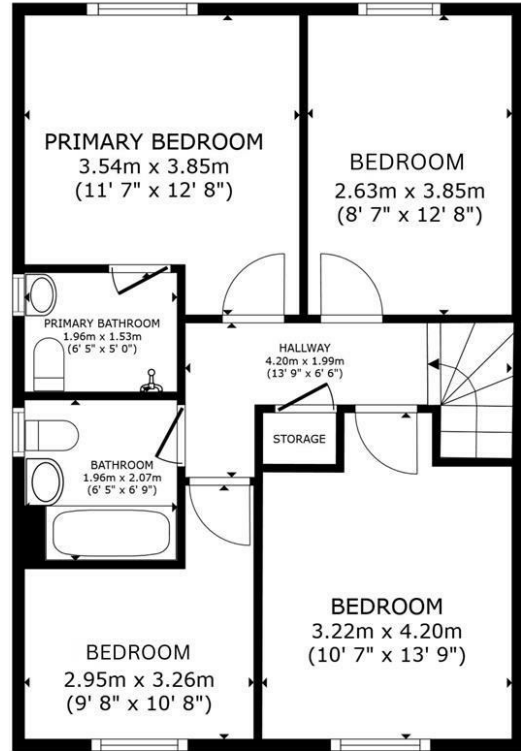 PRIMARY BEDROOM
3.54m x 3.85m
(11' 7" x 12' 8")
BEDROOM
2.63m x 3.85m
(8' 7" x 12' 8")
PRIMARY BATHROOM
1.96m x 1.53m
(6' 5" x 5' 0")
HALLWAY
4.20m x 1.99m
(13' 9" x 6' 6")
STORAGE
BATHROOM
1.96m x 2.07m
(6' 5" x 6' 9")
BEDROOM
3.22m x 4.20m
(10' 7" x 13' 9")
BEDROOM
2.95m x 3.26m
(9' 8" x 10' 8")